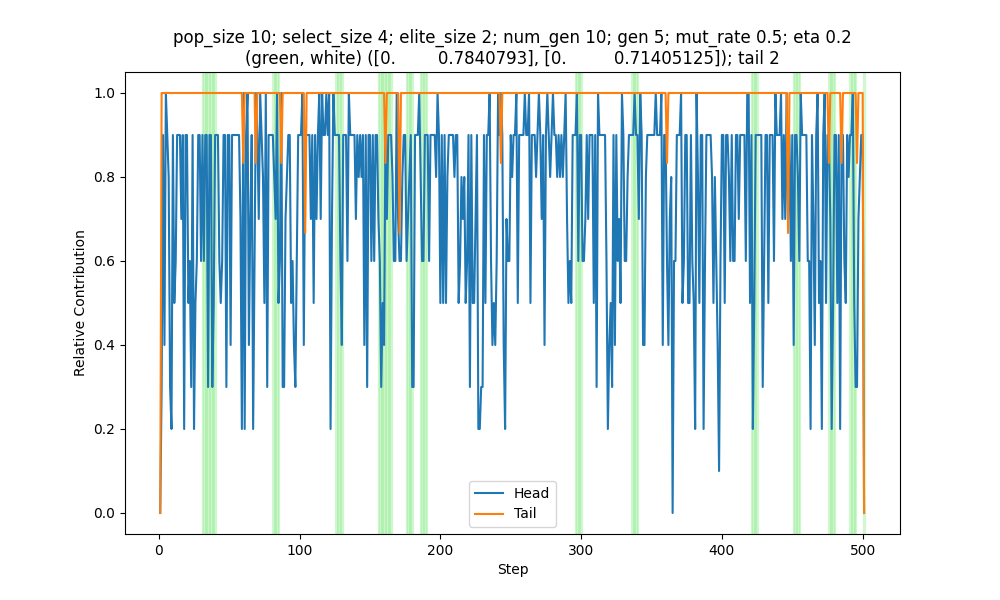 pop_size 10; select_size 4; elite_size 2; num_gen 10; gen 5; mut_rate 0.5; eta 0.2
(green, white) ([0.        0.7840793], [0.         0.71405125]); tail 2
1.0
0.8
0.6
0.4
0.2
0.0
Relative Contribution
Head
Tail
0 100 200 300 400 500
Step